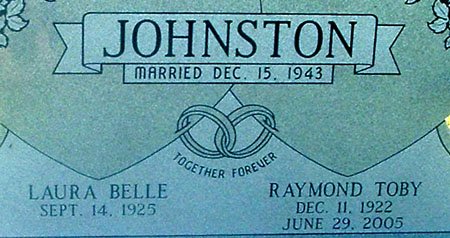 JOHNSTON
MARRIED DEC. 15, 1943
TOGETHER FOREVER
LAURA BELLE
SEPT. 14, 1925
RAYMOND TOBY
DEC. 11, 1922
JUNE 29, 2005